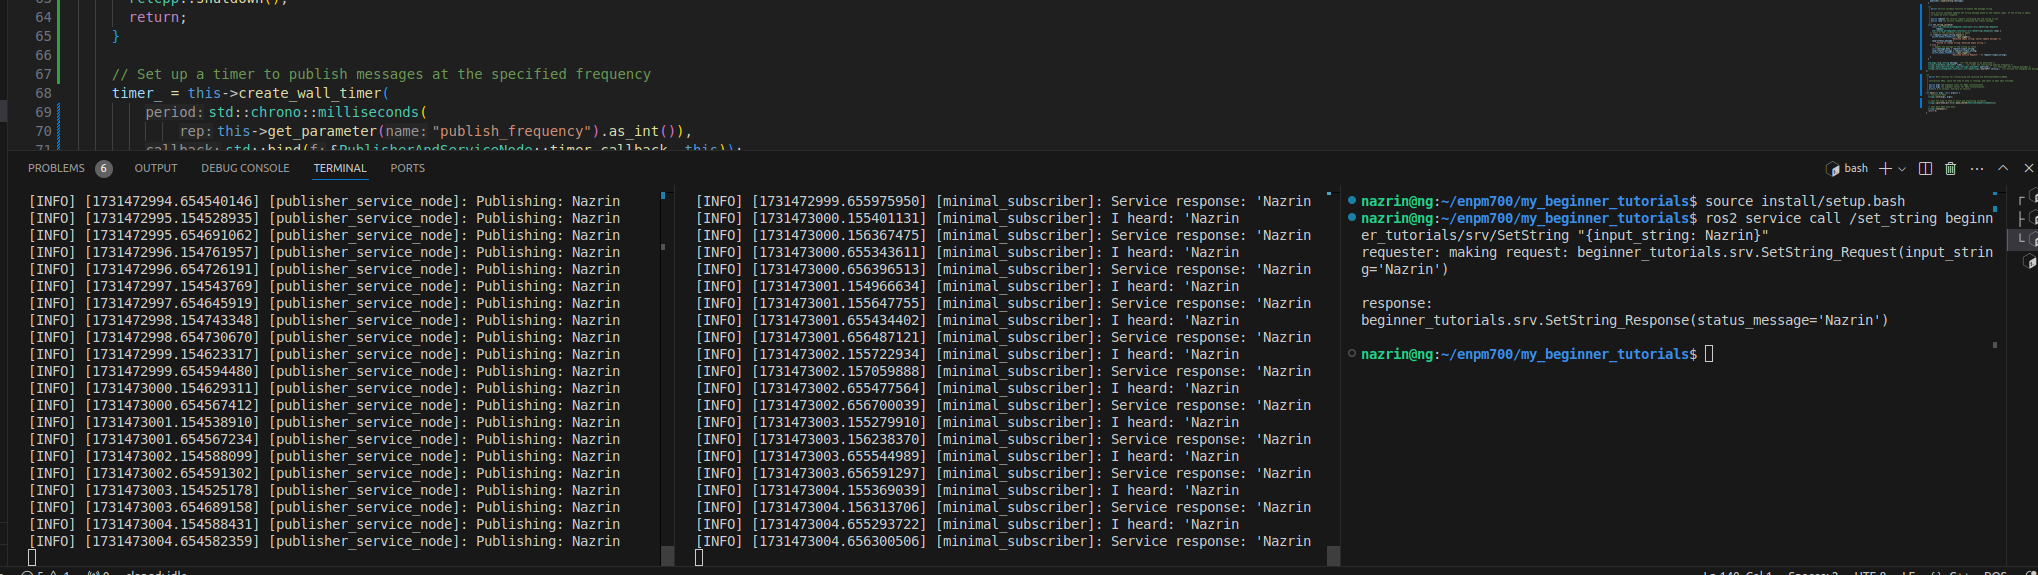 64 return;
65 }
66
67 // Set up a timer to publish messages at the specified frequency
68 timer_ = this->create_wall_timer(
69 period: std::chrono::milliseconds(
70 rep: this->get_parameter(name: "publish_frequency").as_int()),
71 callback: std::bind(f: &PublisherAndServiceNode::timer_callback, this));
PROBLEMS 6 OUTPUT DEBUG CONSOLE TERMINAL PORTS
bash
[INFO] [1731472994.654540146] [publisher_service_node]: Publishing: Nazrin
[INFO] [1731472995.154528935] [publisher_service_node]: Publishing: Nazrin
[INFO] [1731472995.654691062] [publisher_service_node]: Publishing: Nazrin
[INFO] [1731472996.154761957] [publisher_service_node]: Publishing: Nazrin
[INFO] [1731472996.654726191] [publisher_service_node]: Publishing: Nazrin
[INFO] [1731472997.154543769] [publisher_service_node]: Publishing: Nazrin
[INFO] [1731472997.654645919] [publisher_service_node]: Publishing: Nazrin
[INFO] [1731472998.154743348] [publisher_service_node]: Publishing: Nazrin
[INFO] [1731472998.654730670] [publisher_service_node]: Publishing: Nazrin
[INFO] [1731472999.154623317] [publisher_service_node]: Publishing: Nazrin
[INFO] [1731472999.654594480] [publisher_service_node]: Publishing: Nazrin
[INFO] [1731473000.154629311] [publisher_service_node]: Publishing: Nazrin
[INFO] [1731473000.654567412] [publisher_service_node]: Publishing: Nazrin
[INFO] [1731473001.154538910] [publisher_service_node]: Publishing: Nazrin
[INFO] [1731473001.654567234] [publisher_service_node]: Publishing: Nazrin
[INFO] [1731473002.154588099] [publisher_service_node]: Publishing: Nazrin
[INFO] [1731473002.654591302] [publisher_service_node]: Publishing: Nazrin
[INFO] [1731473003.154525178] [publisher_service_node]: Publishing: Nazrin
[INFO] [1731473003.654689158] [publisher_service_node]: Publishing: Nazrin
[INFO] [1731473004.154588431] [publisher_service_node]: Publishing: Nazrin
[INFO] [1731473004.654582359] [publisher_service_node]: Publishing: Nazrin
[INFO] [1731472999.655975950] [minimal_subscriber]: Service response: 'Nazrin
[INFO] [1731473000.155401131] [minimal_subscriber]: I heard: 'Nazrin
[INFO] [1731473000.156367475] [minimal_subscriber]: Service response: 'Nazrin
[INFO] [1731473000.655343611] [minimal_subscriber]: I heard: 'Nazrin
[INFO] [1731473000.656396513] [minimal_subscriber]: Service response: 'Nazrin
[INFO] [1731473001.154966634] [minimal_subscriber]: I heard: 'Nazrin
[INFO] [1731473001.155647755] [minimal_subscriber]: Service response: 'Nazrin
[INFO] [1731473001.655434402] [minimal_subscriber]: I heard: 'Nazrin
[INFO] [1731473001.656487121] [minimal_subscriber]: Service response: 'Nazrin
[INFO] [1731473002.155722934] [minimal_subscriber]: I heard: 'Nazrin
[INFO] [1731473002.157059888] [minimal_subscriber]: Service response: 'Nazrin
[INFO] [1731473002.655477564] [minimal_subscriber]: I heard: 'Nazrin
[INFO] [1731473002.656700039] [minimal_subscriber]: Service response: 'Nazrin
[INFO] [1731473003.155279910] [minimal_subscriber]: I heard: 'Nazrin
[INFO] [1731473003.156238370] [minimal_subscriber]: Service response: 'Nazrin
[INFO] [1731473003.655544989] [minimal_subscriber]: I heard: 'Nazrin
[INFO] [1731473003.656591297] [minimal_subscriber]: Service response: 'Nazrin
[INFO] [1731473004.155369039] [minimal_subscriber]: I heard: 'Nazrin
[INFO] [1731473004.156313706] [minimal_subscriber]: Service response: 'Nazrin
[INFO] [1731473004.655293722] [minimal_subscriber]: I heard: 'Nazrin
[INFO] [1731473004.656300506] [minimal_subscriber]: Service response: 'Nazrin
nazrin@ng:~/enpm700/my_beginner_tutorials$ source install/setup.bash
nazrin@ng:~/enpm700/my_beginner_tutorials$ ros2 service call /set_string beginn
er_tutorials/srv/SetString "{input_string: Nazrin}"
requester: making request: beginner_tutorials.srv.SetString_Request(input_strin
g='Nazrin')
response:
beginner_tutorials.srv.SetString_Response(status_message='Nazrin')
nazrin@ng:~/enpm700/my_beginner_tutorials$